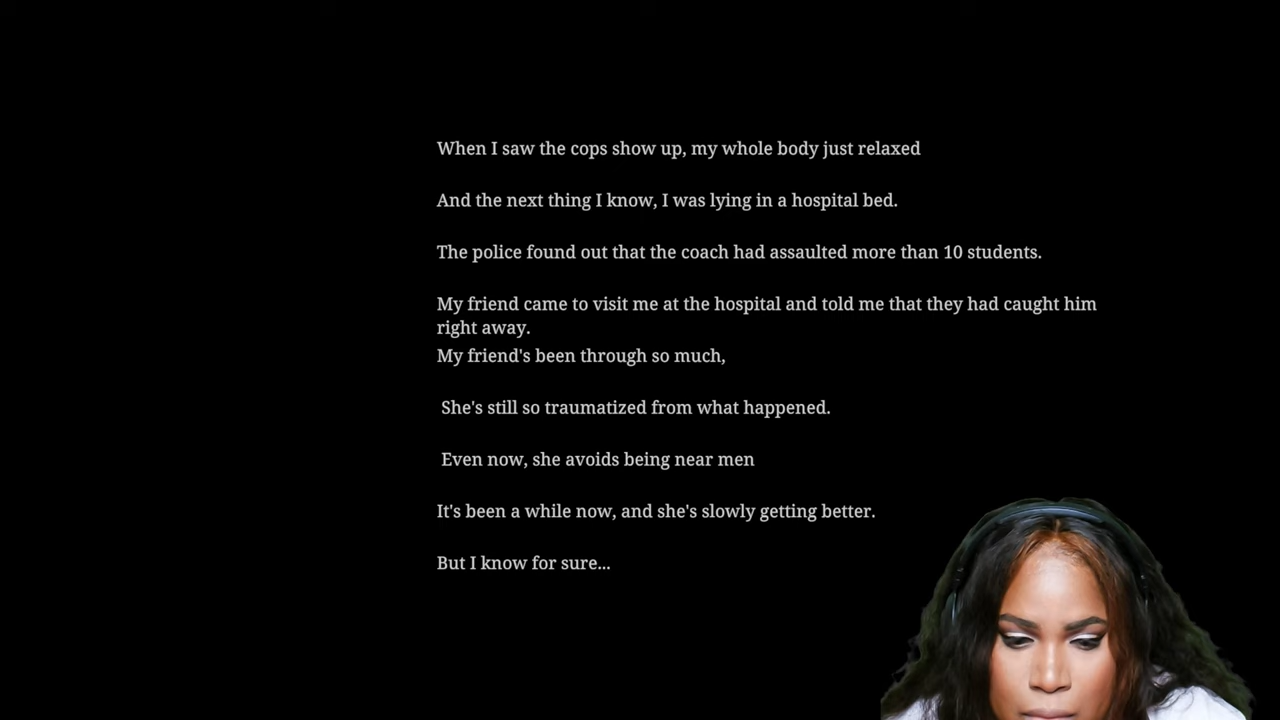 When I saw the cops show up, my whole body just relaxed
And the next thing I know, I was lying in a hospital bed.
The police found out that the coach had assaulted more than 10 students.
My friend came to visit me at the hospital and told me that they had caught him
right away.
My friend's been through so much,
She's still so traumatized from what happened.
Even now, she avoids being near men
It's been a while now, and she's slowly getting better.
But I know for sure...